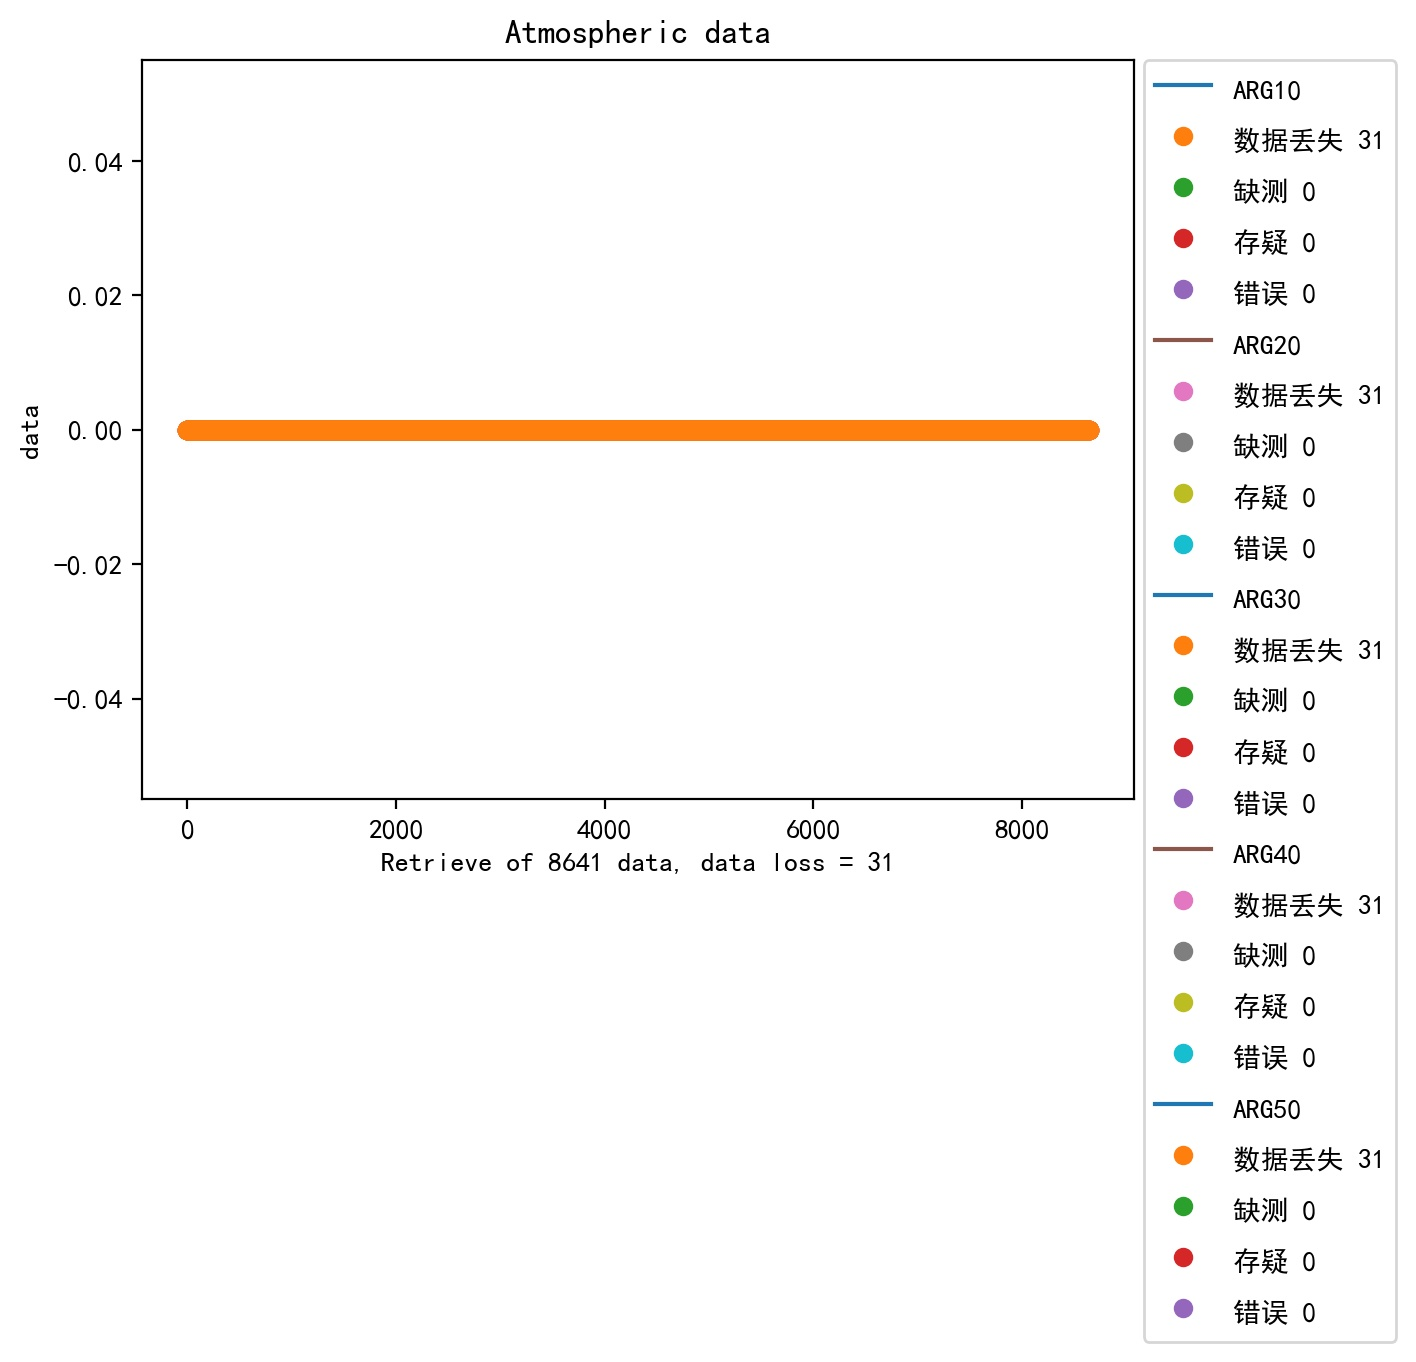 Atmospheric data
data
0.04
0.02
0.00
−0.02
−0.04
0 2000 4000 6000 8000
Retrieve of 8641 data, data loss = 31
ARG10
数据丢失 31
缺测 0
存疑 0
错误 0
ARG20
数据丢失 31
缺测 0
存疑 0
错误 0
ARG30
数据丢失 31
缺测 0
存疑 0
错误 0
ARG40
数据丢失 31
缺测 0
存疑 0
错误 0
ARG50
数据丢失 31
缺测 0
存疑 0
错误 0